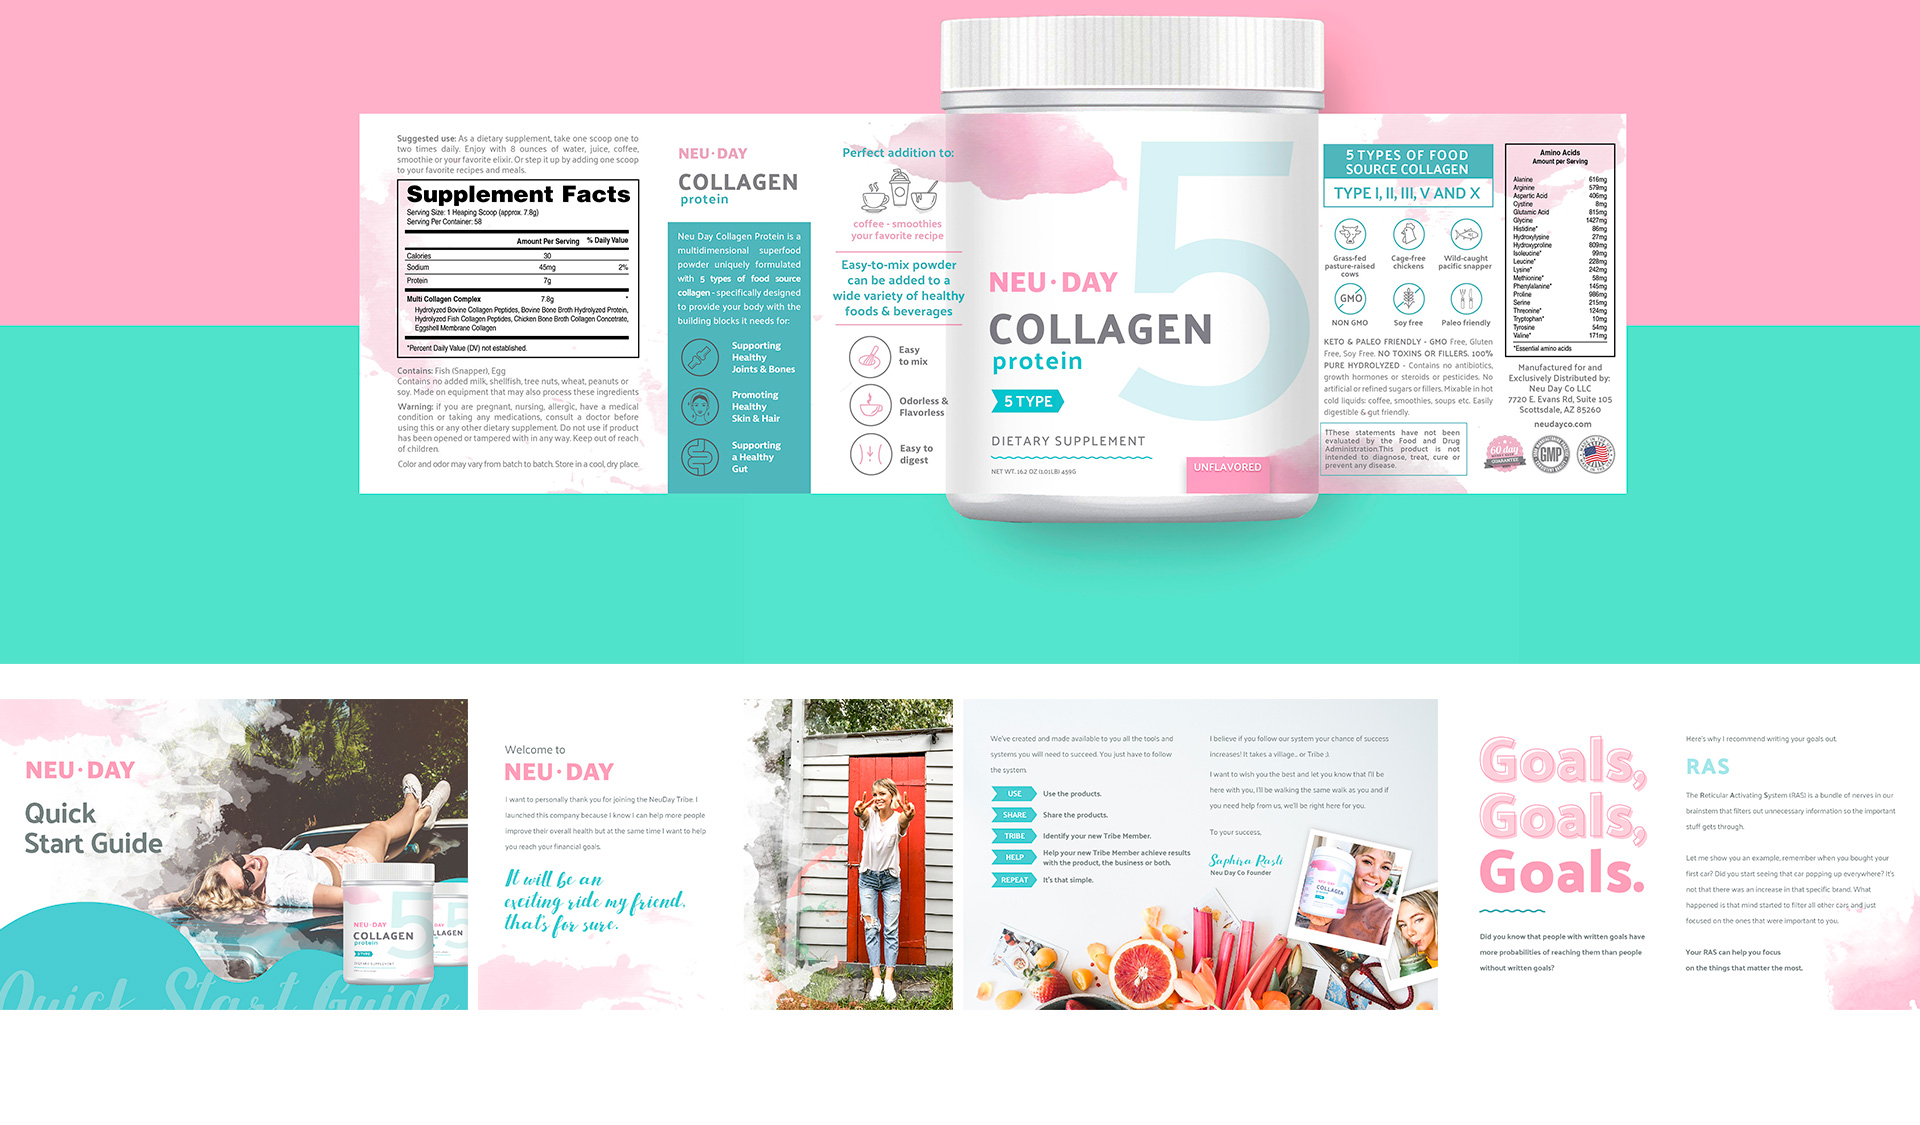 Suggested use: As a dietary supplement, take one scoop one to
two times daily. Enjoy with 8 ounces of water, juice, coffee,
smoothie or your favorite elixir. Or step it up by adding one scoop
to your favorite recipes and meals.
Supplement Facts
Serving Size: 1 Heaping Scoop (approx. 7.8g)
Serving Per Container: 58
Amount Per Serving % Daily Value
Calories 30
Sodium 45mg 2%
Protein 7g
Multi Collagen Complex 7.8g *
Hydrolyzed Bovine Collagen Peptides, Bovine Bone Broth Hydrolyzed Protein,
Hydrolyzed Fish Collagen Peptides, Chicken Bone Broth Collagen Concetrate,
Eggshell Membrane Collagen
*Percent Daily Value (DV) not established.
Contains: Fish (Snapper), Egg
Contains no added milk, shellfish, tree nuts, wheat, peanuts or
soy. Made on equipment that may also process these ingredients
Warning: if you are pregnant, nursing, allergic, have a medical
condition or taking any medications, consult a doctor before
using this or any other dietary supplement. Do not use if product
has been opened or tampered with in any way. Keep out of reach
of children.
Color and odor may vary from batch to batch. Store in a cool, dry place.
NEU·DAY
COLLAGEN
protein
Neu Day Collagen Protein is a
multidimensional superfood
powder uniquely formulated
with 5 types of food source
collagen - specifically designed
to provide your body with the
building blocks it needs for:
Supporting
Healthy
Joints & Bones
Promoting
Healthy
Skin & Hair
Supporting
a Healthy
Gut
Perfect addition to:
coffee - smoothies
your favorite recipe
Easy-to-mix powder
can be added to a
wide variety of healthy
foods & beverages
Easy
to mix
Odorless &
Flavorless
Easy to
digest
5
NEU·DAY
COLLAGEN
protein
5 TYPE
DIETARY SUPPLEMENT
NET WT. 16.2 OZ (1.01LB) 459G
UNFLAVORED
5 TYPES OF FOOD
SOURCE COLLAGEN
TYPE I, II, III, V AND X
Grass-fed
pasture-raised
cows
Cage-free
chickens
Wild-caught
pacific snapper
GMO
NON GMO
Soy free
Paleo friendly
KETO & PALEO FRIENDLY - GMO Free, Gluten
Free, Soy Free. NO TOXINS OR FILLERS. 100%
PURE HYDROLYZED - Contains no antibiotics,
growth hormones or steroids or pesticides. No
artificial or refined sugars or fillers. Mixable in hot
cold liquids: coffee, smoothies, soups etc. Easily
digestible & gut friendly.
†These statements have not been
evaluated by the Food and Drug
Administration.This product is not
intended to diagnose, treat, cure or
prevent any disease.
Amino Acids
Amount per Serving
Alanine 616mg
Arginine 579mg
Aspartic Acid 406mg
Cystine 8mg
Glutamic Acid 815mg
Glycine 1427mg
Histidine* 86mg
Hydroxylysine 27mg
Hydroxyproline 809mg
Isoleucine* 99mg
Leucine* 228mg
Lysine* 242mg
Methionine* 58mg
Phenylalanine* 145mg
Proline 986mg
Serine 215mg
Threonine* 124mg
Tryptophan* 10mg
Tyrosine 54mg
Valine* 171mg
*Essential amino acids
Manufactured for and
Exclusively Distributed by:
Neu Day Co LLC
7720 E. Evans Rd, Suite 105
Scottsdale, AZ 85260
neudayco.com
60 day
GUARANTEE
GMP
MADE IN THE
NEU·DAY
Quick
Start Guide
NEU·DAY
COLLAGEN
protein
5
Quick Start Guide
Welcome to
NEU·DAY
I want to personally thank you for joining the NeuDay Tribe. I
launched this company because I know I can help more people
improve their overall health but at the same time I want to help
you reach your financial goals.
It will be an
exciting ride my friend.
that's for sure.
We've created and made available to you all the tools and
systems you will need to succeed. You just have to follow
the system.
USE Use the products.
SHARE Share the products.
TRIBE Identify your new Tribe Member.
HELP Help your new Tribe Member achieve results
with the product, the business or both.
REPEAT It's that simple.
I believe if you follow our system your chance of success
increases! It takes a village.. or Tribe :).
I want to wish you the best and let you know that I'll be
here with you, I'll be walking the same walk as you and if
you need help from us, we'll be right here for you.
To your success,
Saphira Rasti
Neu Day Co Founder
NEU·DAY
COLLAGEN
Goals,
Goals,
Goals.
Did you know that people with written goals have
more probabilities of reaching them than people
without written goals?
Here's why I recommend writing your goals out.
RAS
The Reticular Activating System (RAS) is a bundle of nerves in our
brainstem that filters out unnecessary information so the important
stuff gets through.
Let me show you an example, remember when you bought your
first car? Did you start seeing that car popping up everywhere? It's
not that there was an increase in that specific brand. What
happened is that mind started to filter all other cars and just
focused on the ones that were important to you.
Your RAS can help you focus
on the things that matter the most.